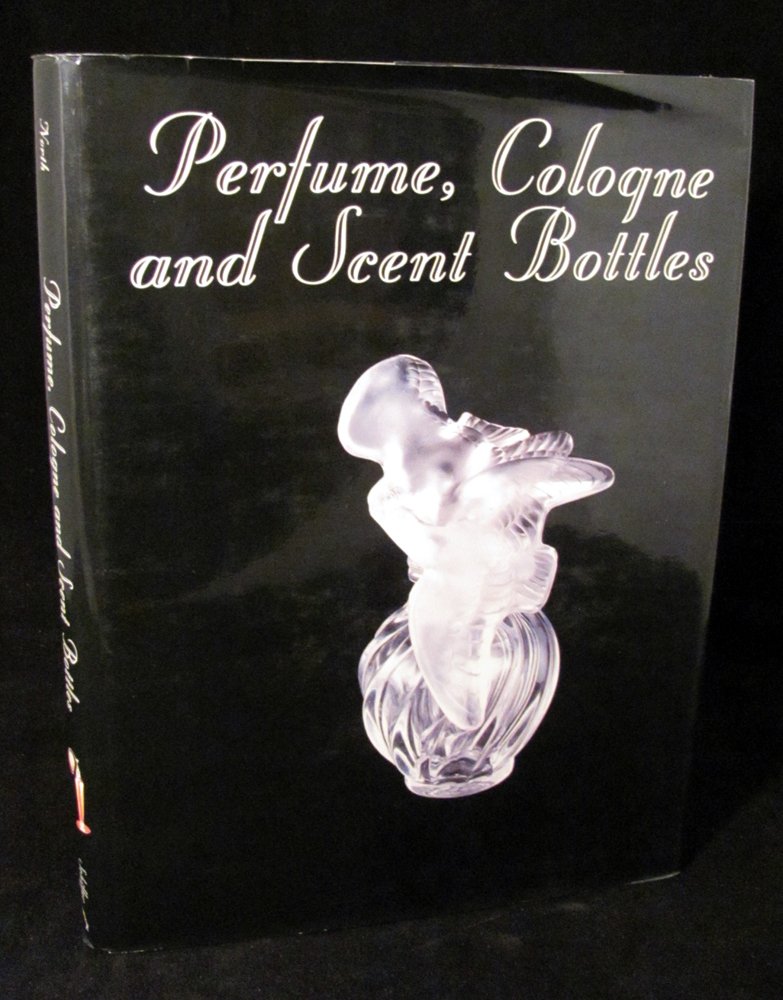 Perfume, Cologne
and Scent Bottles
North
Perfume, Cologne and Scent Bottles